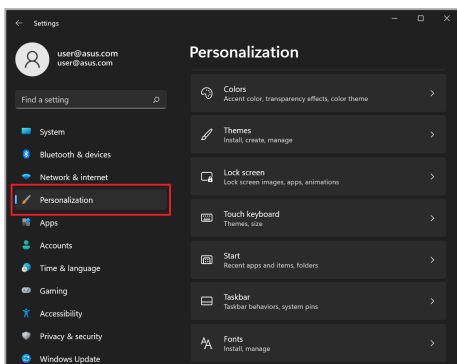 Settings
user@asus.com
user@asus.com
Find a setting
System
Bluetooth & devices
Network & internet
Personalization
Apps
Accounts
Time & language
Gaming
Accessibility
Privacy & security
Windows Update
Personalization
Colors
Accent color, transparency effects, color theme
Themes
Install, create, manage
Lock screen
Lock screen images, apps, animations
Touch keyboard
Themes, size
Start
Recent apps and items, folders
Taskbar
Taskbar behaviors, system pins
Fonts
Install, manage